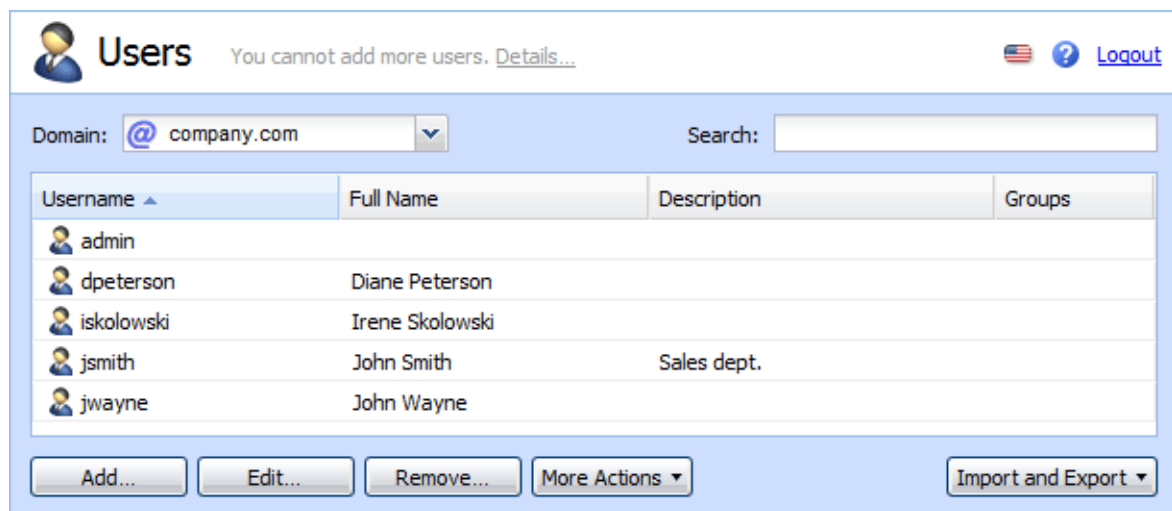 Users You cannot add more users. Details... Logout
Domain: @ company.com Search:
Username Full Name Description Groups
admin
dpeterson Diane Peterson
iskolowski Irene Skolowski
jsmith John Smith Sales dept.
jwayne John Wayne
Add... Edit... Remove... More Actions Import and Export